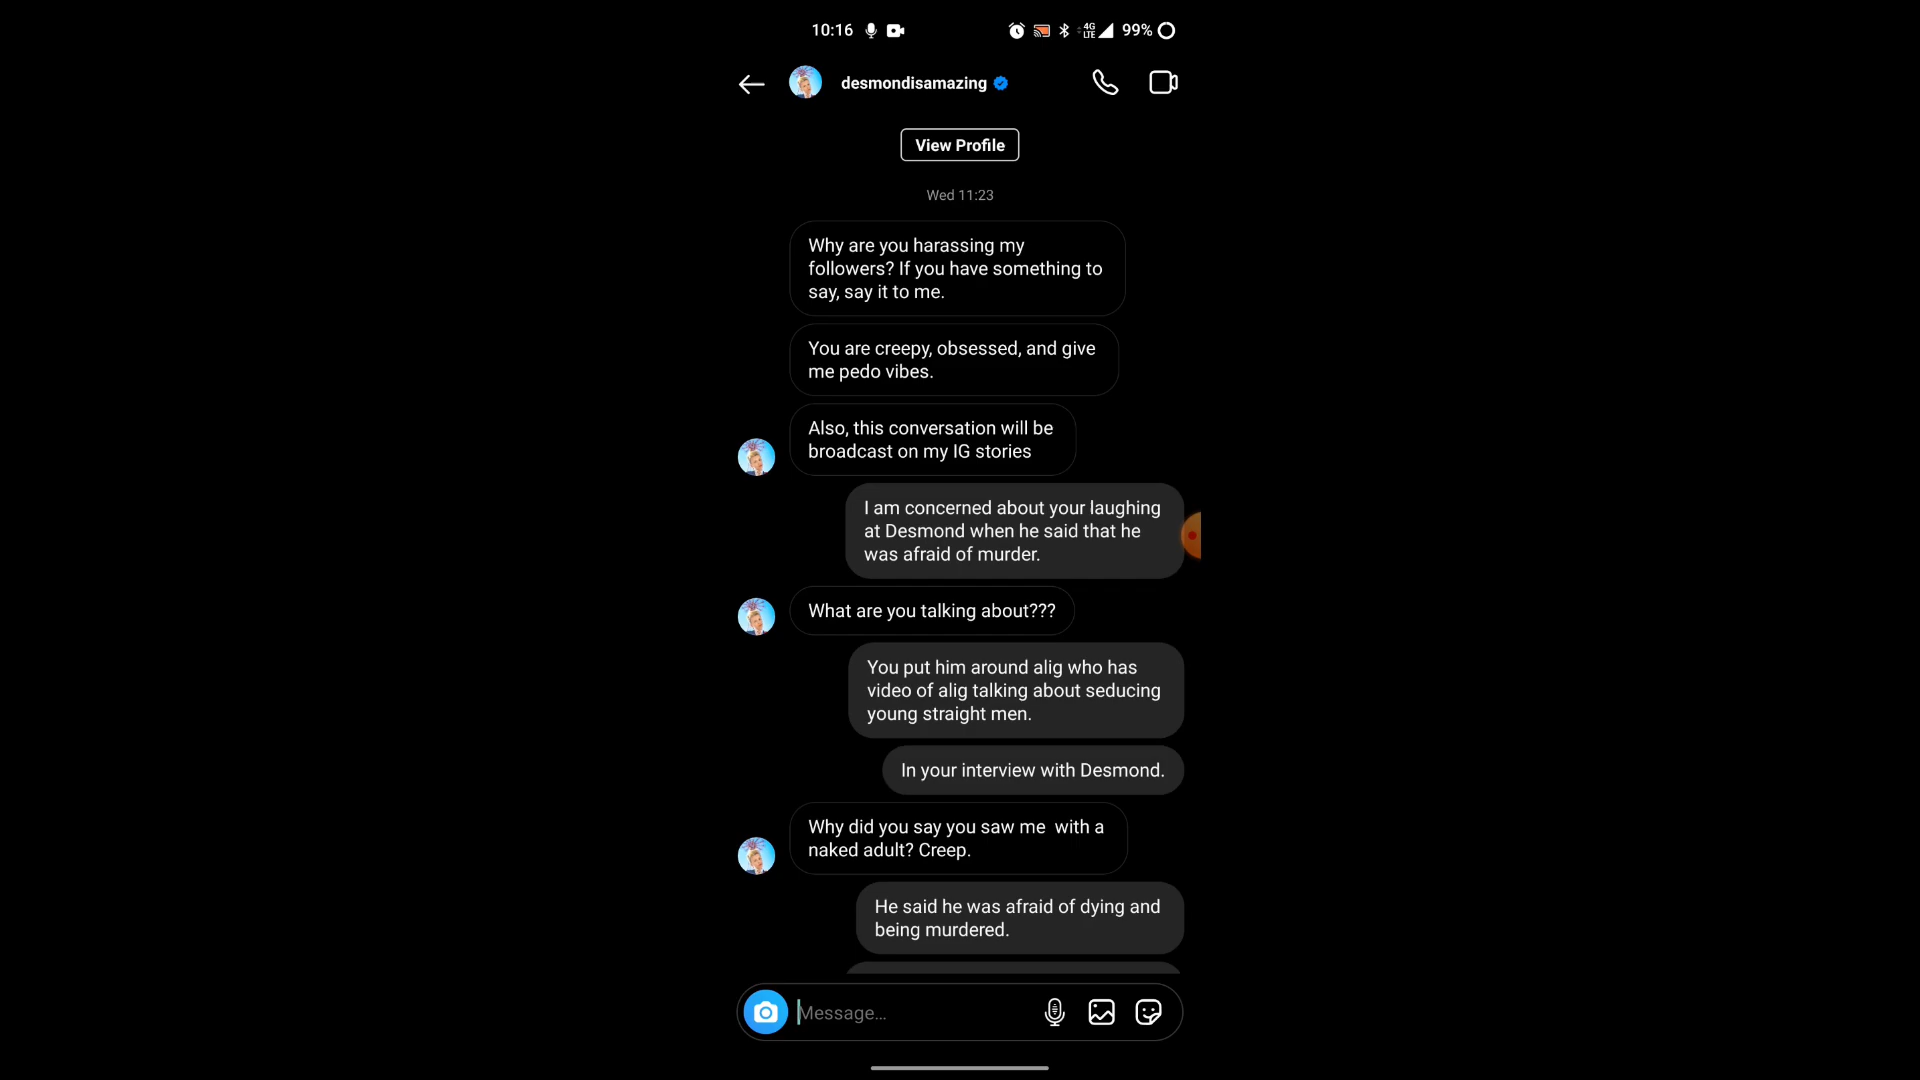 10:16
4G
LTE
99%
desmondisamazing
View Profile
Wed 11:23
Why are you harassing my
followers? If you have something to
say, say it to me.
You are creepy, obsessed, and give
me pedo vibes.
Also, this conversation will be
broadcast on my IG stories
I am concerned about your laughing
at Desmond when he said that he
was afraid of murder.
What are you talking about???
You put him around alig who has
video of alig talking about seducing
young straight men.
In your interview with Desmond.
Why did you say you saw me  with a
naked adult? Creep.
He said he was afraid of dying and
being murdered.
Message...